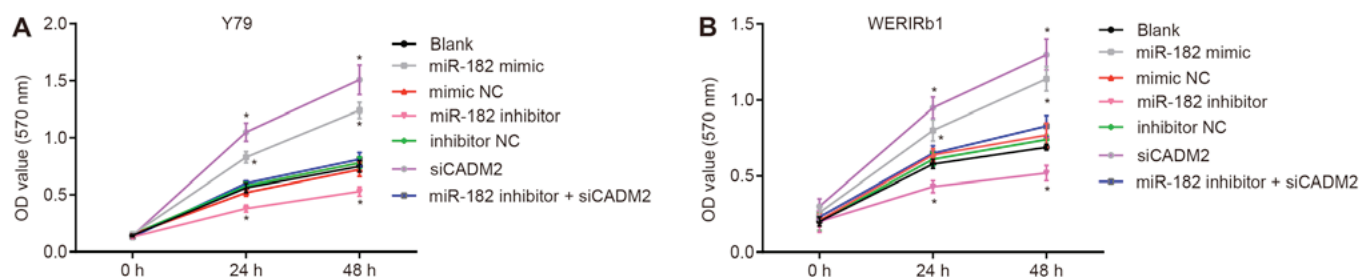 A
Y79
OD value (570 nm)
2.0
1.5
1.0
0.5
0.0
0 h
24 h
48 h
*
*
*
*
*
*
Blank
miR-182 mimic
mimic NC
miR-182 inhibitor
inhibitor NC
siCADM2
miR-182 inhibitor + siCADM2
B
WERIRb1
OD value (570 nm)
1.5
1.0
0.5
0.0
0 h
24 h
48 h
*
*
*
*
*
*
Blank
miR-182 mimic
mimic NC
miR-182 inhibitor
inhibitor NC
siCADM2
miR-182 inhibitor + siCADM2